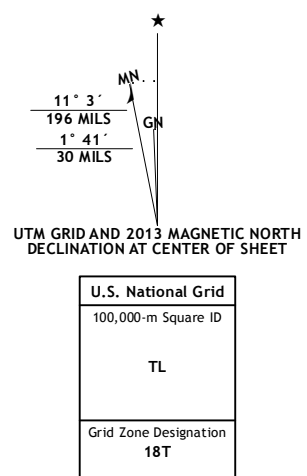 ★
MN
11° 3´
196 MILS
GN
1° 41´
30 MILS
UTM GRID AND 2013 MAGNETIC NORTH
DECLINATION AT CENTER OF SHEET
U.S. National Grid
100,000-m Square ID
TL
Grid Zone Designation
18T